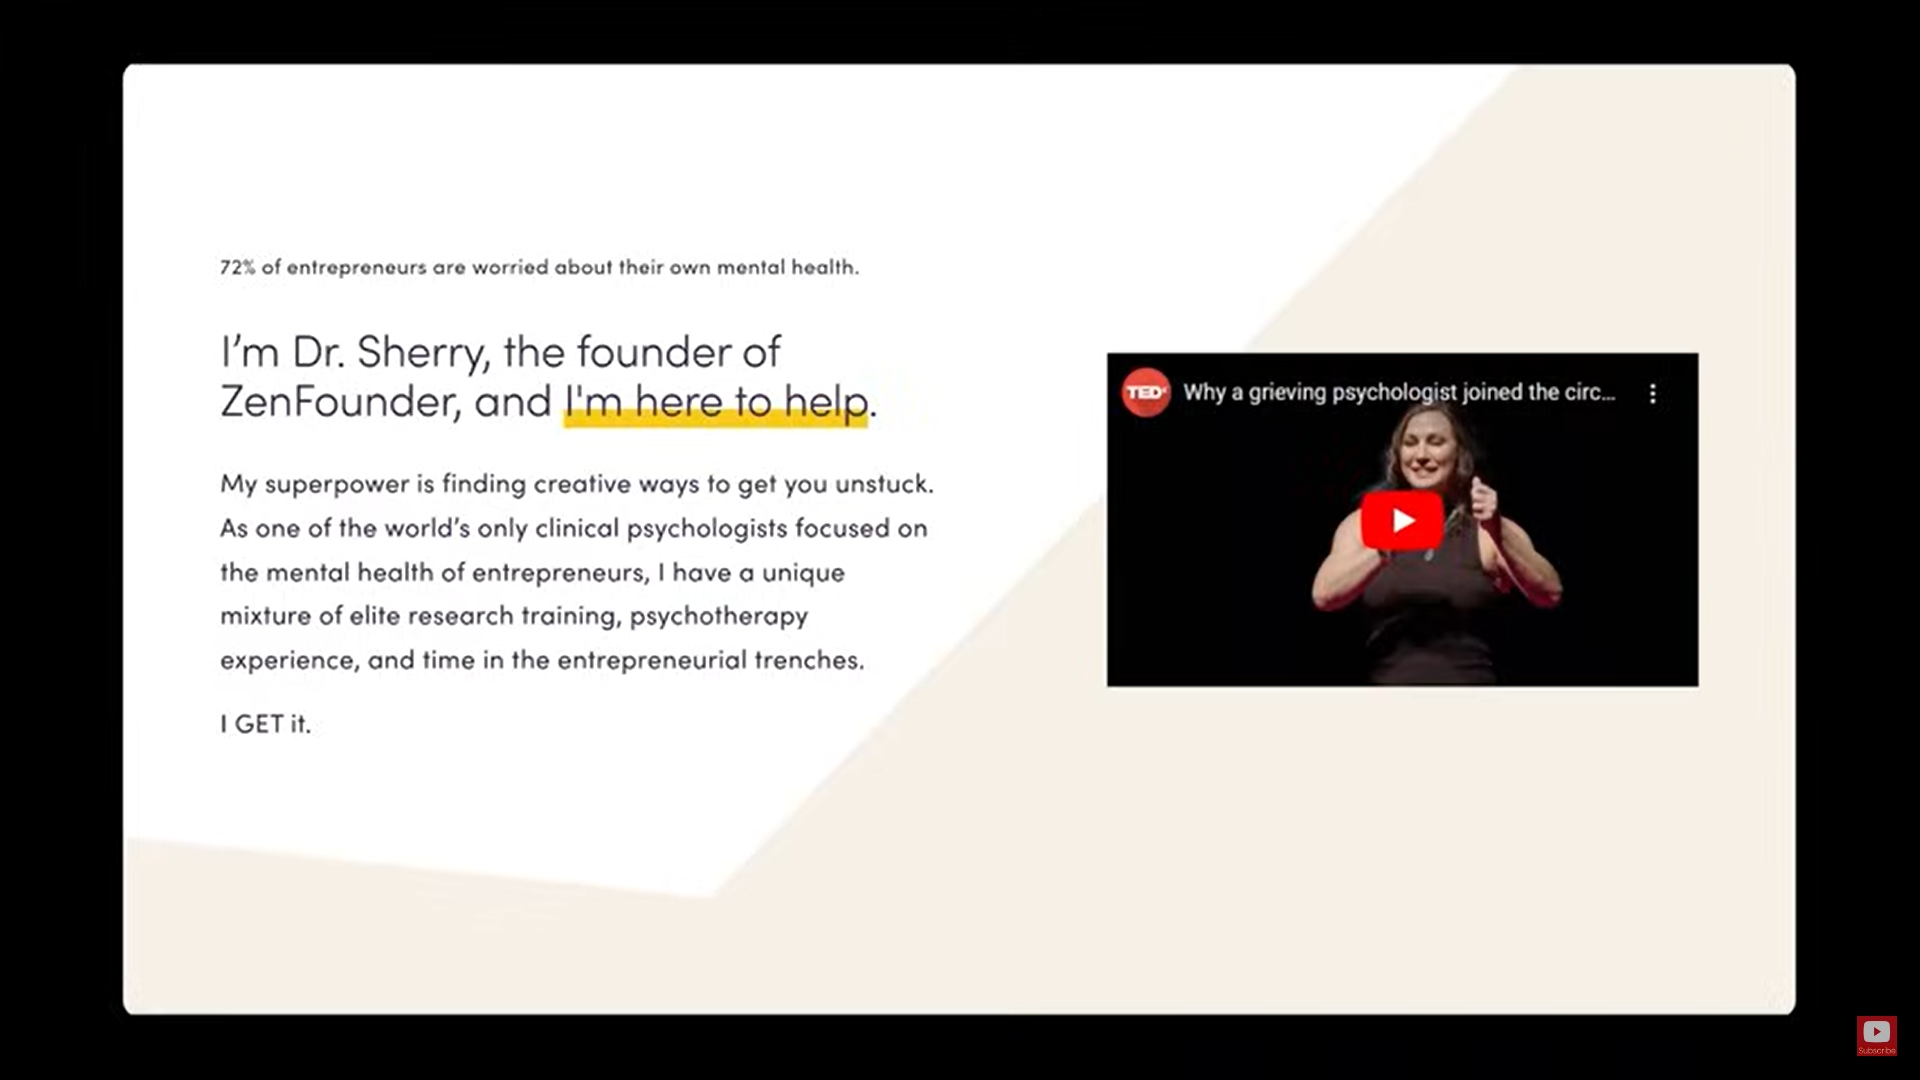 72% of entrepreneurs are worried about their own mental health.
I’m Dr. Sherry, the founder of
ZenFounder, and I'm here to help.
My superpower is finding creative ways to get you unstuck.
As one of the world’s only clinical psychologists focused on
the mental health of entrepreneurs, I have a unique
mixture of elite research training, psychotherapy
experience, and time in the entrepreneurial trenches.
I GET it.
TEDx Why a grieving psychologist joined the circ...
Subscribe